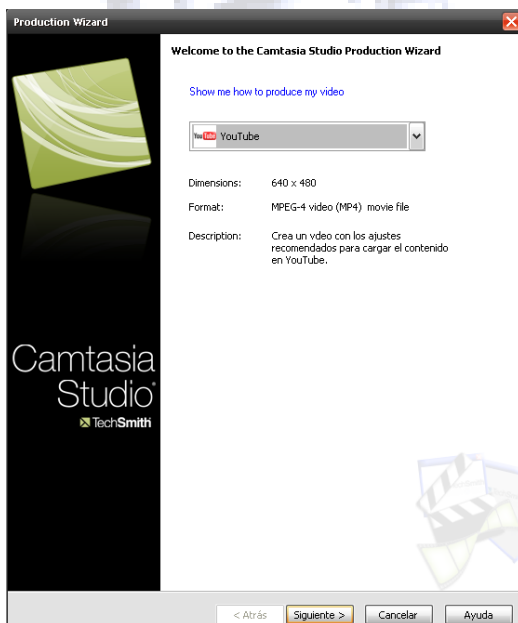 Production Wizard
Welcome to the Camtasia Studio Production Wizard
Show me how to produce my video
You Tube YouTube
Dimensions: 640 x 480
Format: MPEG-4 video (MP4) movie file
Description: Crea un vdeo con los ajustes
recomendados para cargar el contenido
en YouTube.
Camtasia
Studio
TechSmith
< Atrás Siguiente > Cancelar Ayuda